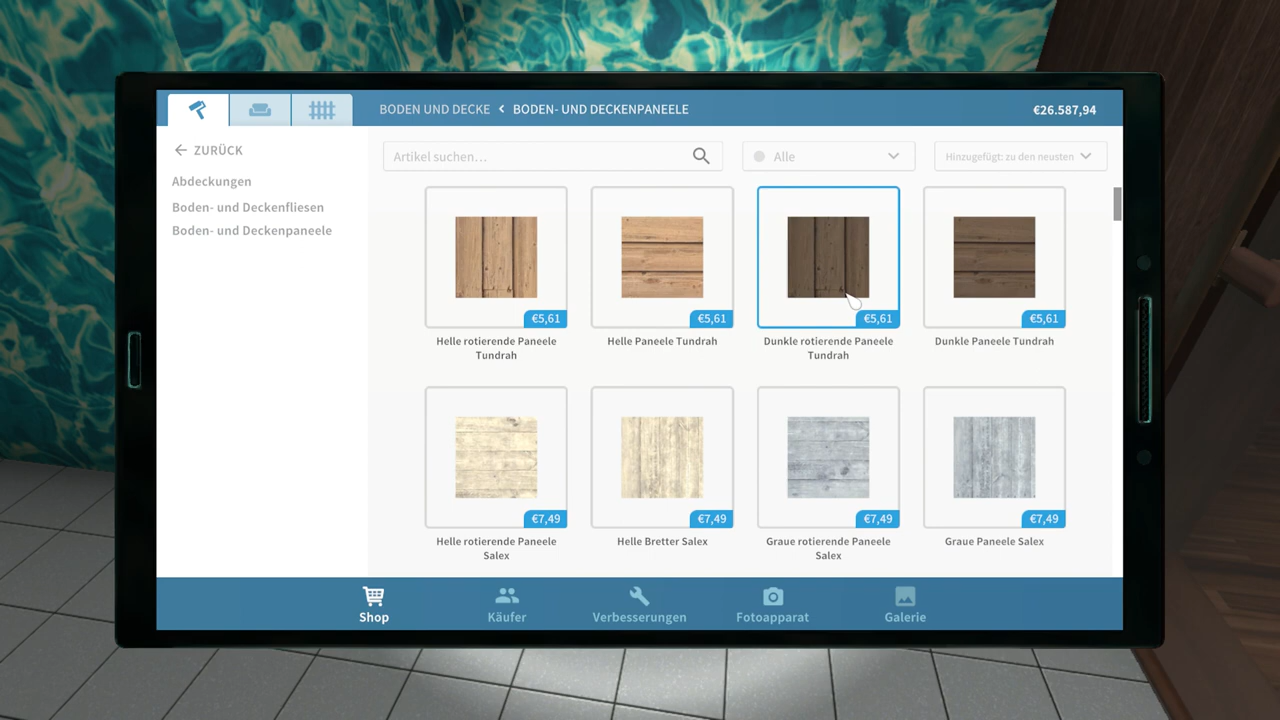 BODEN UND DECKE < BODEN- UND DECKENPANEELE
€26.587,94
ZURÜCK
Abdeckungen
Boden- und Deckenfliesen
Boden- und Deckenpaneele
Artikel suchen...
Alle
Hinzugefügt: zu den neusten
€5,61
€5,61
€5,61
€5,61
Helle rotierende Paneele
Tundrah
Helle Paneele Tundrah
Dunkle rotierende Paneele
Tundrah
Dunkle Paneele Tundrah
€7,49
€7,49
€7,49
€7,49
Helle rotierende Paneele
Salex
Helle Bretter Salex
Graue rotierende Paneele
Salex
Graue Paneele Salex
Shop
Käufer
Verbesserungen
Fotoapparat
Galerie